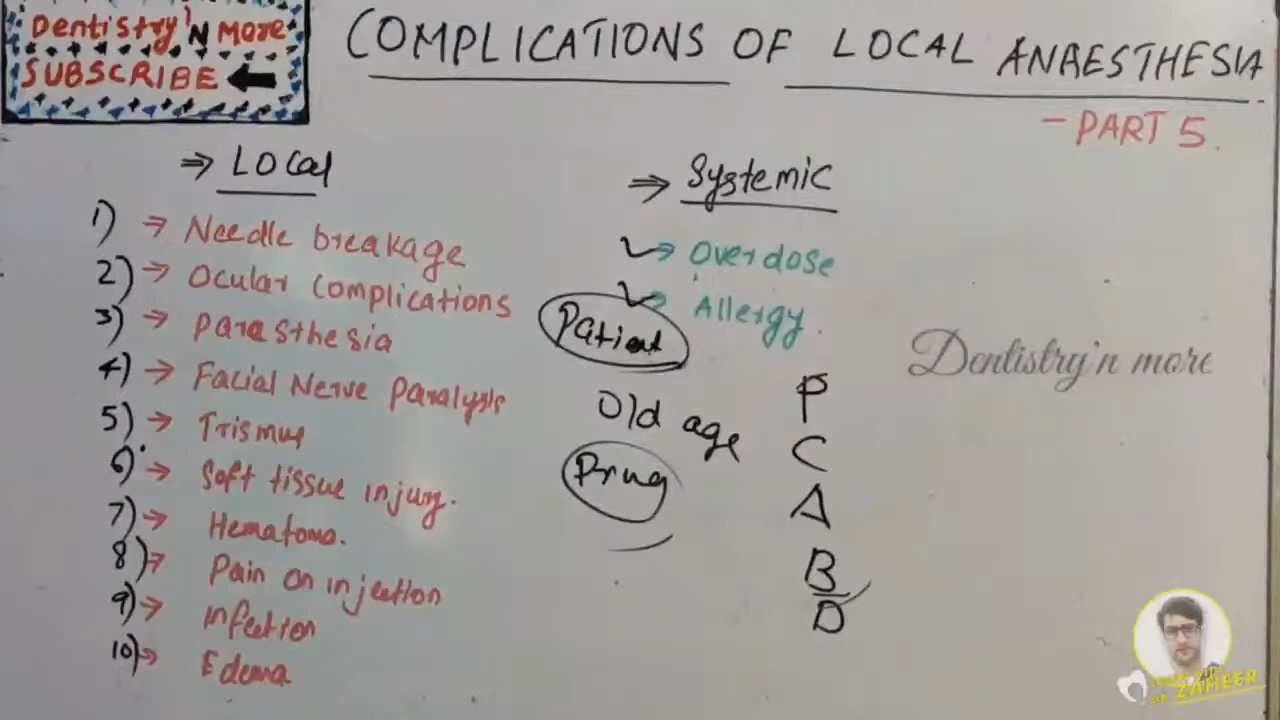 Dentistry'N More
SUBSCRIBE
COMPLICATIONS OF LOCAL ANAESTHESIA
- PART 5.
⇒ Local
1) → Needle breakage
2) → Ocular complications
3) → Parasthesia
4) → Facial Nerve Paralysis
5) → Trismus
6) → Soft tissue injury.
7) → Hematoma.
8) → Pain on injection
9) → Infection
10) → Edema
⇒ Systemic
→ Overdose
→ Allergy.
Patient
Old age
Drug
P
C
A
B
D
Dentistry'n more
ZAHEER